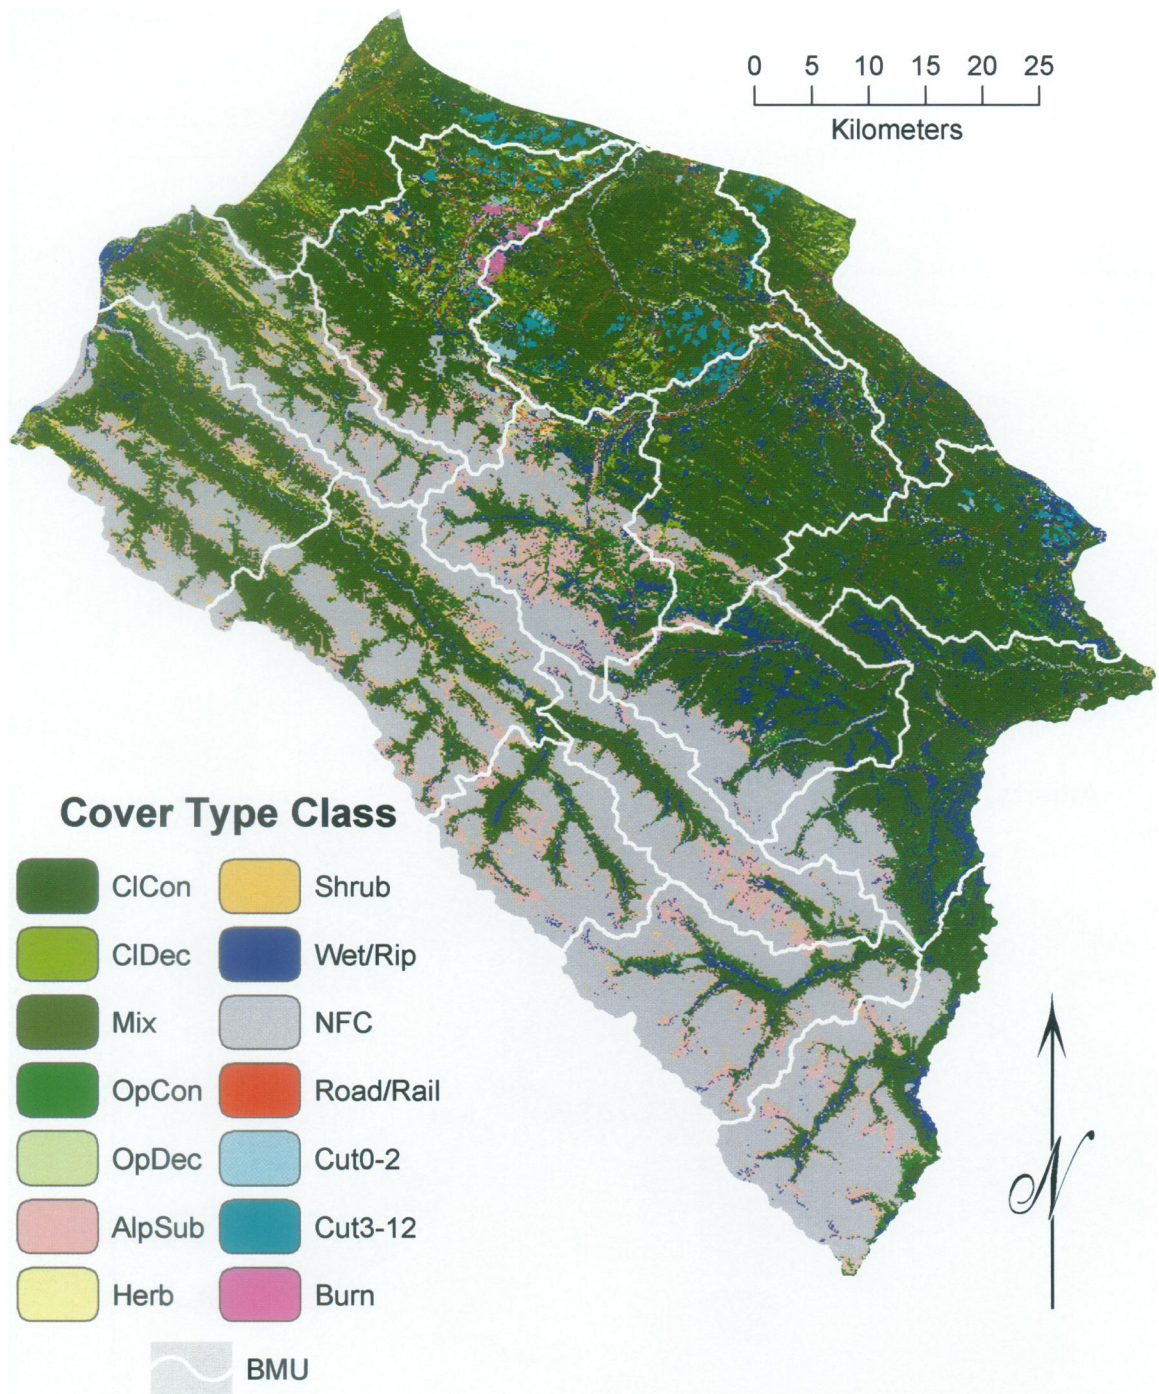 0 5 10 15 20 25
Kilometers
Cover Type Class
ClCon Shrub
ClDec Wet/Rip
Mix NFC
OpCon Road/Rail
OpDec Cut0-2
AlpSub Cut3-12
Herb Burn
BMU
N